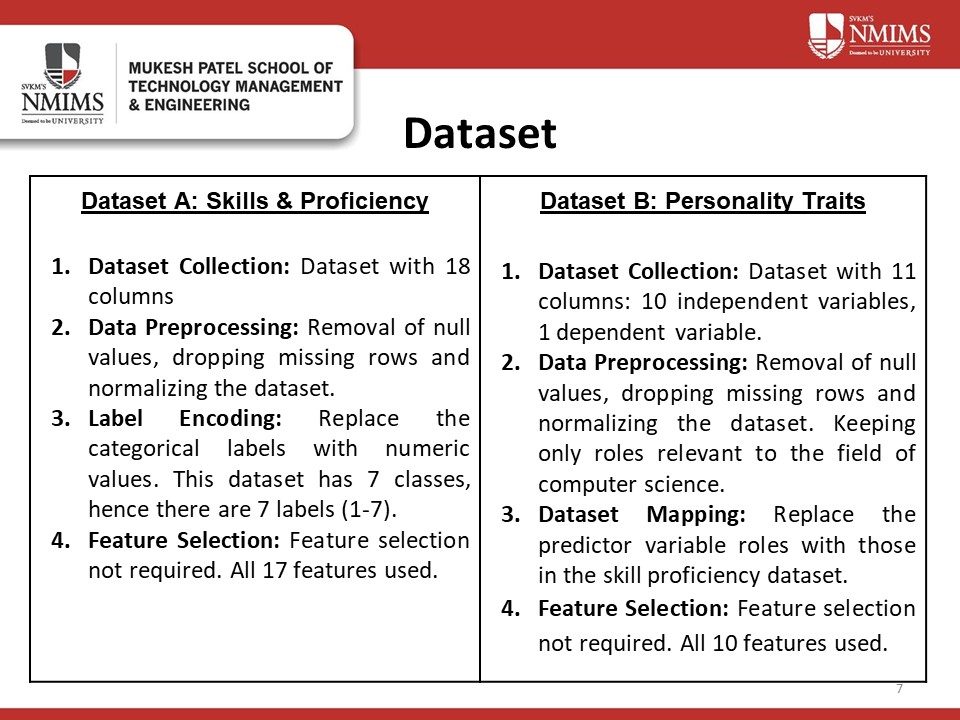 SVKM'S
NMIMS
Deemed to be UNIVERSITY
SVKM'S
NMIMS
Deemed to be UNIVERSITY
MUKESH PATEL SCHOOL OF
TECHNOLOGY MANAGEMENT
& ENGINEERING
Dataset
Dataset A: Skills & Proficiency
1. Dataset Collection: Dataset with 18
columns
2. Data Preprocessing: Removal of null
values, dropping missing rows and
normalizing the dataset.
3. Label Encoding: Replace the
categorical labels with numeric
values. This dataset has 7 classes,
hence there are 7 labels (1-7).
4. Feature Selection: Feature selection
not required. All 17 features used.
Dataset B: Personality Traits
1. Dataset Collection: Dataset with 11
columns: 10 independent variables,
1 dependent variable.
2. Data Preprocessing: Removal of null
values, dropping missing rows and
normalizing the dataset. Keeping
only roles relevant to the field of
computer science.
3. Dataset Mapping: Replace the
predictor variable roles with those
in the skill proficiency dataset.
4. Feature Selection: Feature selection
not required. All 10 features used.
7